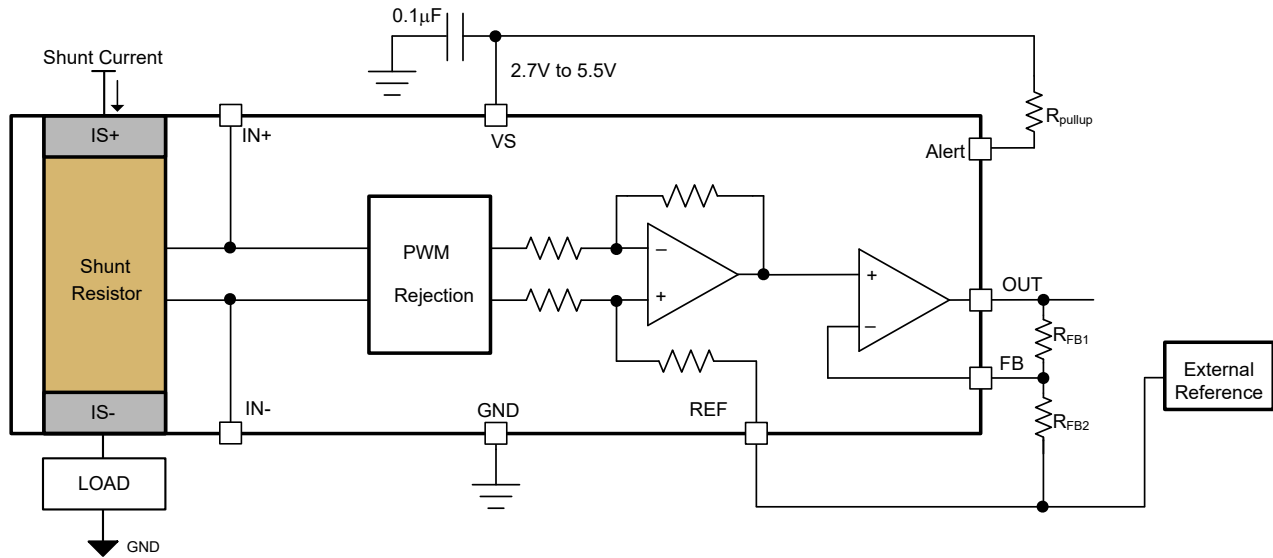 0.1μF
Shunt Current
2.7V to 5.5V
IS+
IN+
VS
Rpullup
Alert
PWM
Rejection
–
+
Shunt
Resistor
+
–
OUT
RFB1
FB
External
Reference
IS-
IN-
GND
REF
RFB2
LOAD
GND